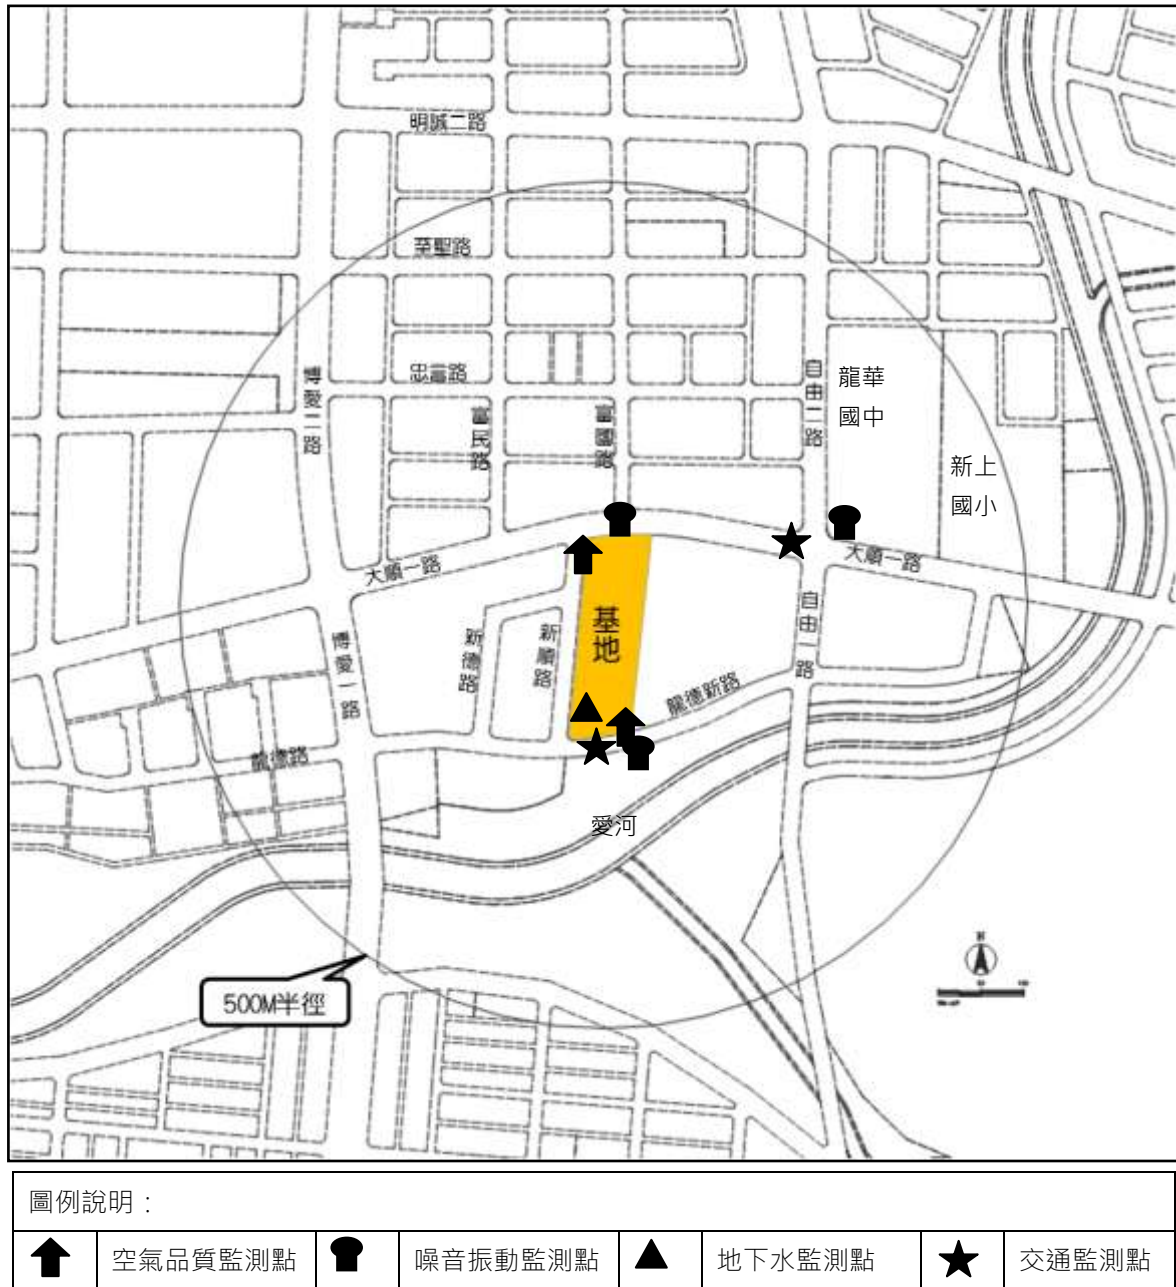 明誠二路
至聖路
忠言路
博愛二路
富民路
富國路
自由二路
龍華
國中
新上
國小
大順一路
大順一路
基地
新德路
新順路
自由一路
博愛一路
龍德新路
龍德路
愛河
500M半徑
N
圖例說明：
空氣品質監測點
噪音振動監測點
地下水監測點
交通監測點